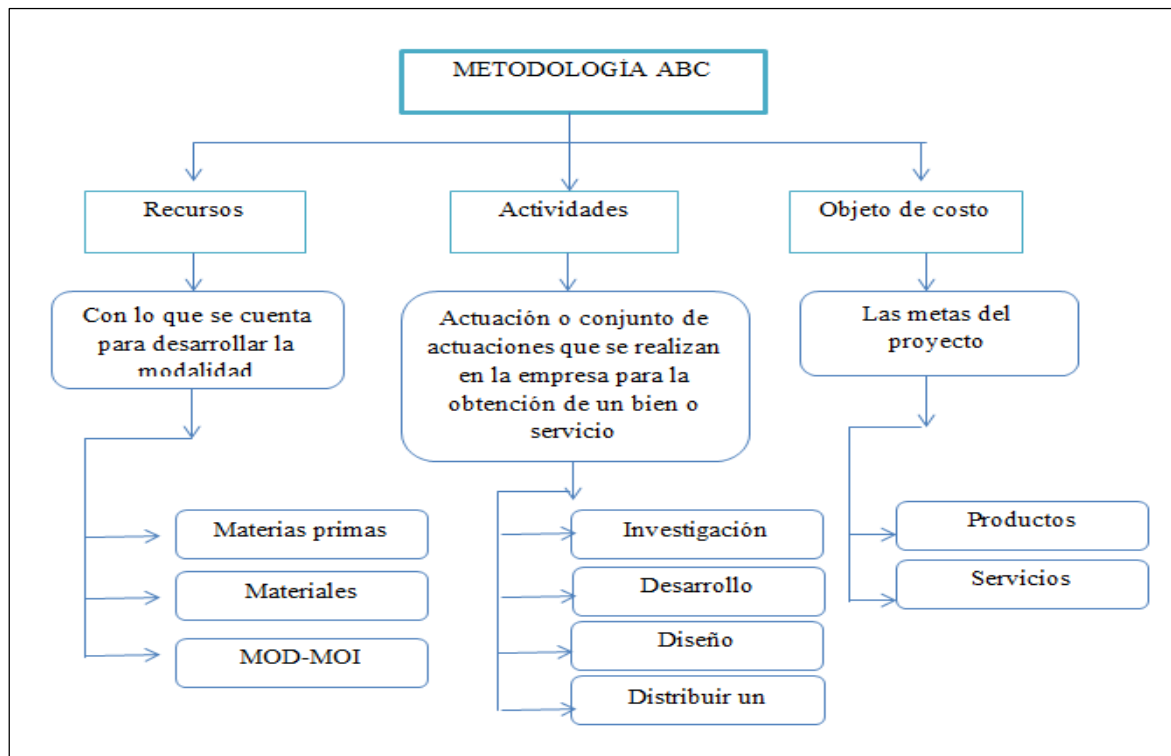 METODOLOGÍA ABC
Recursos
Actividades
Objeto de costo
Con lo que se cuenta
para desarrollar la
modalidad
Actuación o conjunto de
actuaciones que se realizan
en la empresa para la
obtención de un bien o
servicio
Las metas del
proyecto
Materias primas
Materiales
MOD-MOI
Investigación
Desarrollo
Diseño
Distribuir un
Productos
Servicios